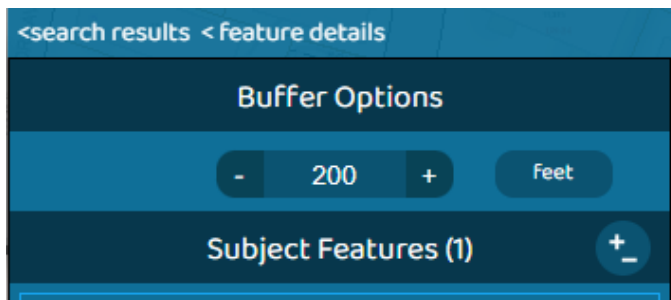 <search results < feature details
Buffer Options
- 200 + Feet
Subject Features (1) +-